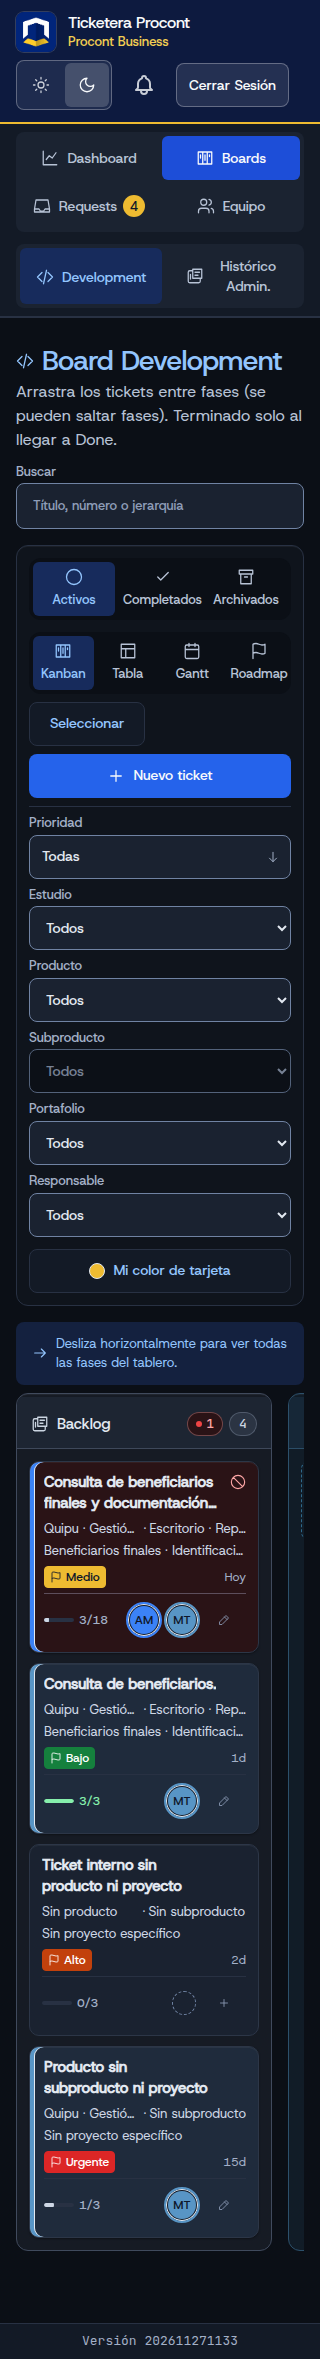 Ticketera Procont
Procont Business
Cerrar Sesión
Dashboard
Boards
Requests 4
Equipo
Development
Histórico
Admin.
Board Development
Arrastra los tickets entre fases (se
pueden saltar fases). Terminado solo al
llegar a Done.
Buscar
Título, número o jerarquía
Activos
Completados
Archivados
Kanban
Tabla
Gantt
Roadmap
Seleccionar
Nuevo ticket
Prioridad
Todas
Estudio
Todos
Producto
Todos
Subproducto
Todos
Portafolio
Todos
Responsable
Todos
Mi color de tarjeta
Desliza horizontalmente para ver todas
las fases del tablero.
Backlog 1 4
Consulta de beneficiarios
finales y documentación…
Quipu · Gestió… · Escritorio · Rep…
Beneficiarios finales · Identificaci…
Medio Hoy
3/18 AM MT
Consulta de beneficiarios.
Quipu · Gestió… · Escritorio · Rep…
Beneficiarios finales · Identificaci…
Bajo 1d
3/3 MT
Ticket interno sin
producto ni proyecto
Sin producto · Sin subproducto
Sin proyecto específico
Alto 2d
0/3
Producto sin
subproducto ni proyecto
Quipu · Gestió… · Sin subproducto
Sin proyecto específico
Urgente 15d
1/3 MT
Versión 202611271133